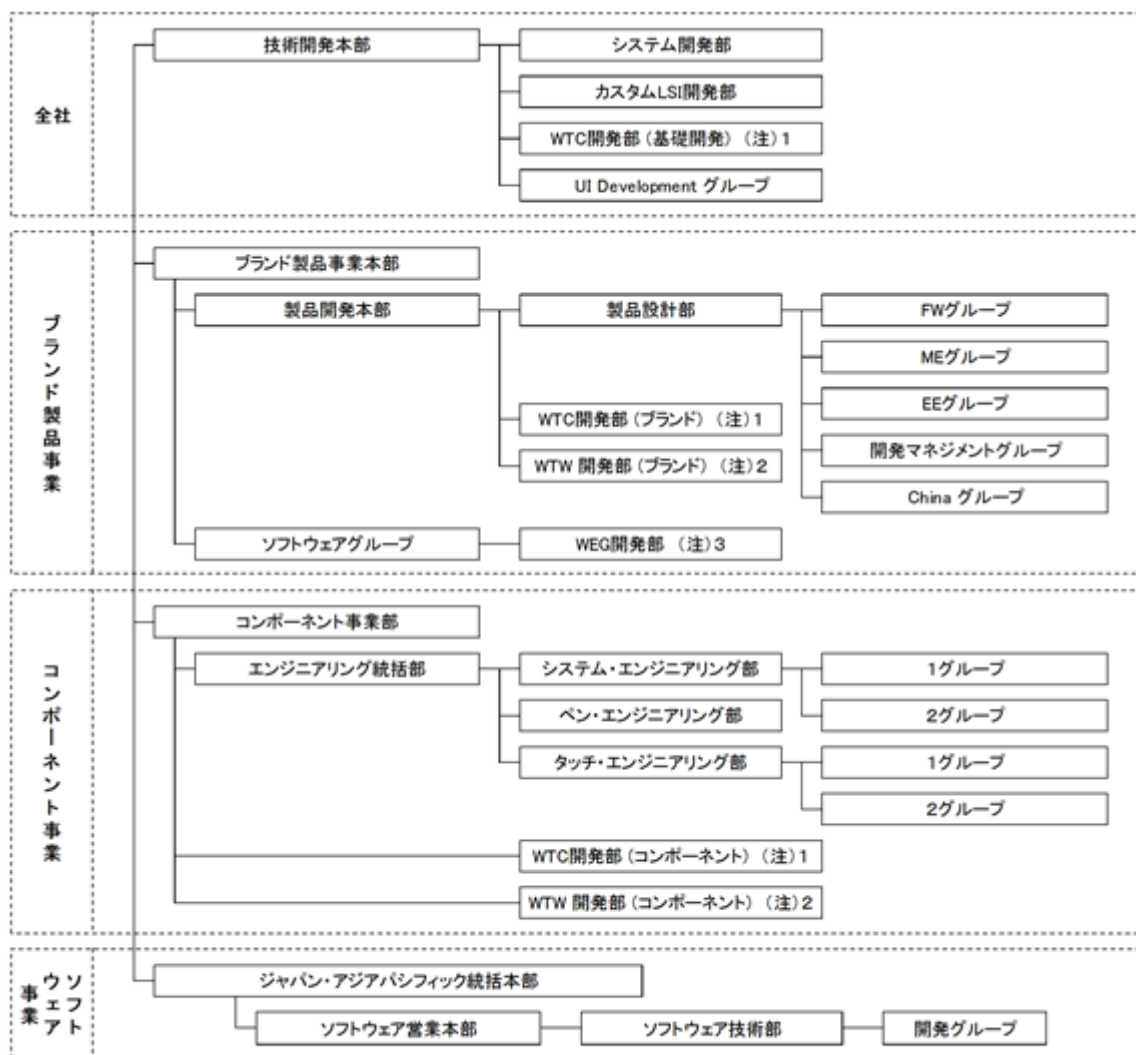 全社
技術開発本部
システム開発部
カスタムLSI開発部
WTC開発部(基礎開発) (注)1
UI Development グループ
ブランド製品事業
ブランド製品事業本部
製品開発本部
製品設計部
FWグループ
MEグループ
EEグループ
開発マネジメントグループ
China グループ
WTC開発部(ブランド) (注)1
WTW 開発部(ブランド) (注)2
ソフトウェアグループ
WEG開発部 (注)3
コンポーネント事業
コンポーネント事業部
エンジニアリング統括部
システム・エンジニアリング部
1グループ
2グループ
ペン・エンジニアリング部
タッチ・エンジニアリング部
1グループ
2グループ
WTC開発部(コンポーネント) (注)1
WTW 開発部(コンポーネント) (注)2
ソフト
ウェア
事業
ジャパン・アジアパシフィック統括本部
ソフトウェア営業本部
ソフトウェア技術部
開発グループ